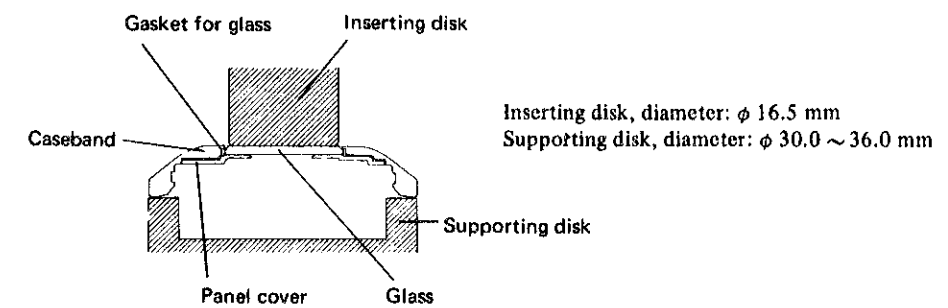 Gasket for glass
Inserting disk
Inserting disk, diameter: ϕ 16.5 mm
Supporting disk, diameter: ϕ 30.0 ~ 36.0 mm
Caseband
Supporting disk
Panel cover
Glass